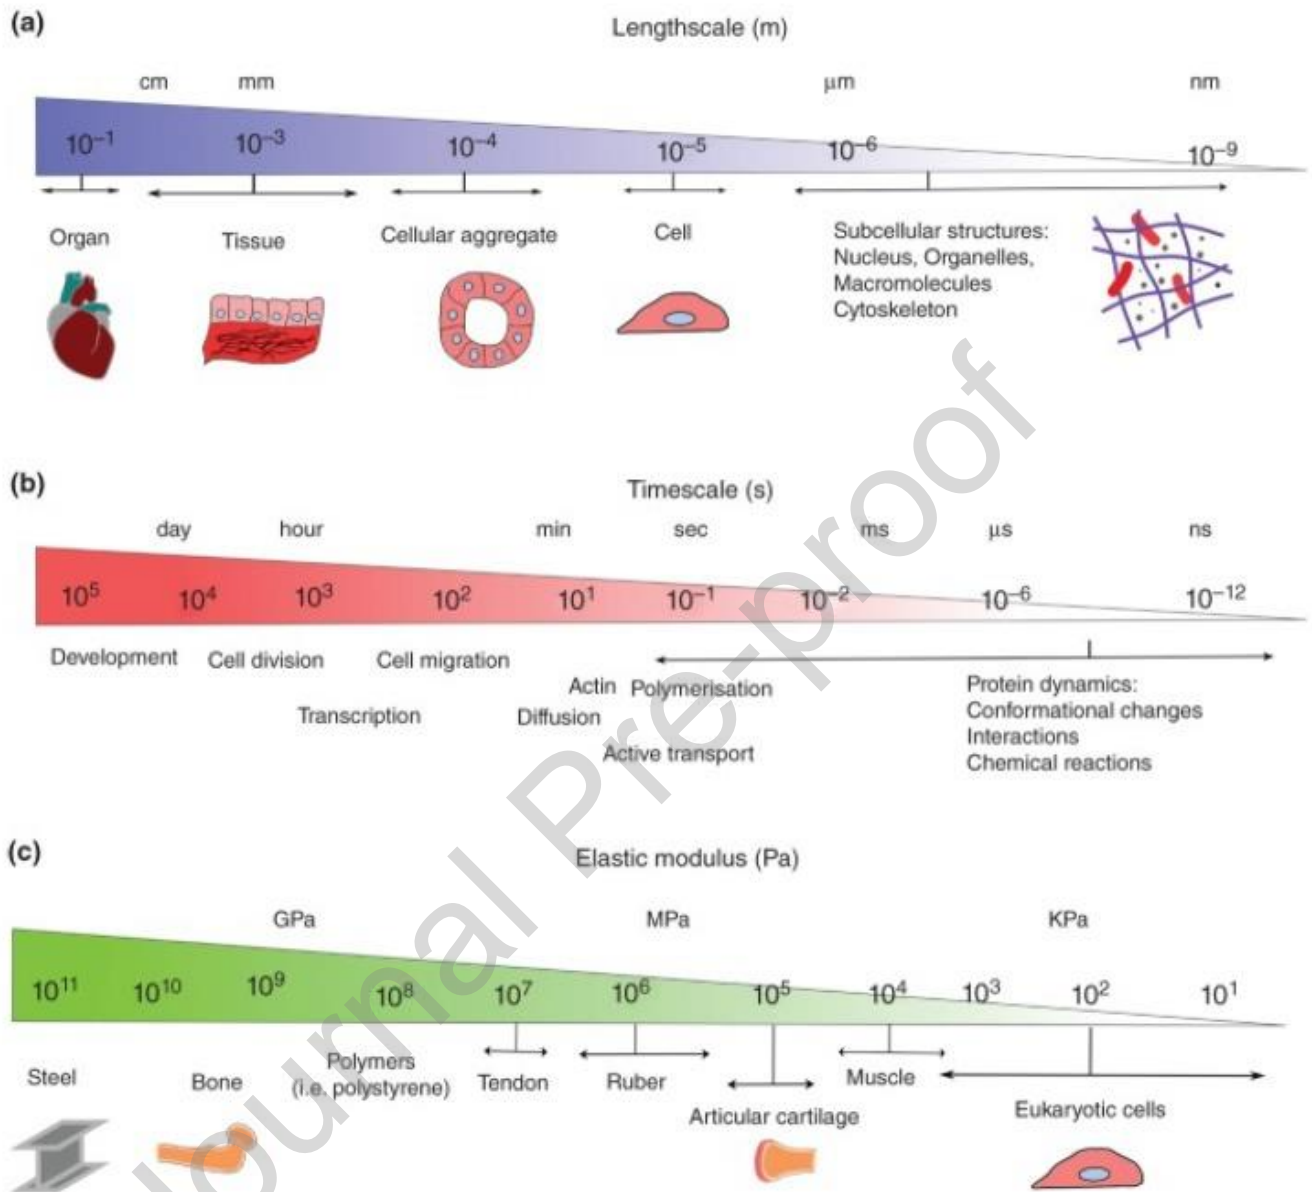 (a)
Lengthscale (m)
cm mm µm nm
10–1 10–3 10–4 10–5 10–6 10–9
Organ Tissue Cellular aggregate Cell Subcellular structures:
Nucleus, Organelles,
Macromolecules
Cytoskeleton
(b)
Timescale (s)
day hour min sec ms µs ns
10⁵ 10⁴ 10³ 10² 10¹ 10–1 10–2 10–6 10–12
Development Cell division Cell migration
Actin Polymerisation
Transcription Diffusion
Active transport
Protein dynamics:
Conformational changes
Interactions
Chemical reactions
(c)
Elastic modulus (Pa)
GPa MPa KPa
10¹¹ 10¹⁰ 10⁹ 10⁸ 10⁷ 10⁶ 10⁵ 10⁴ 10³ 10² 10¹
Steel Bone Polymers
(i.e. polystyrene) Tendon Ruber Muscle
Articular cartilage Eukaryotic cells
Journal Pre-proof